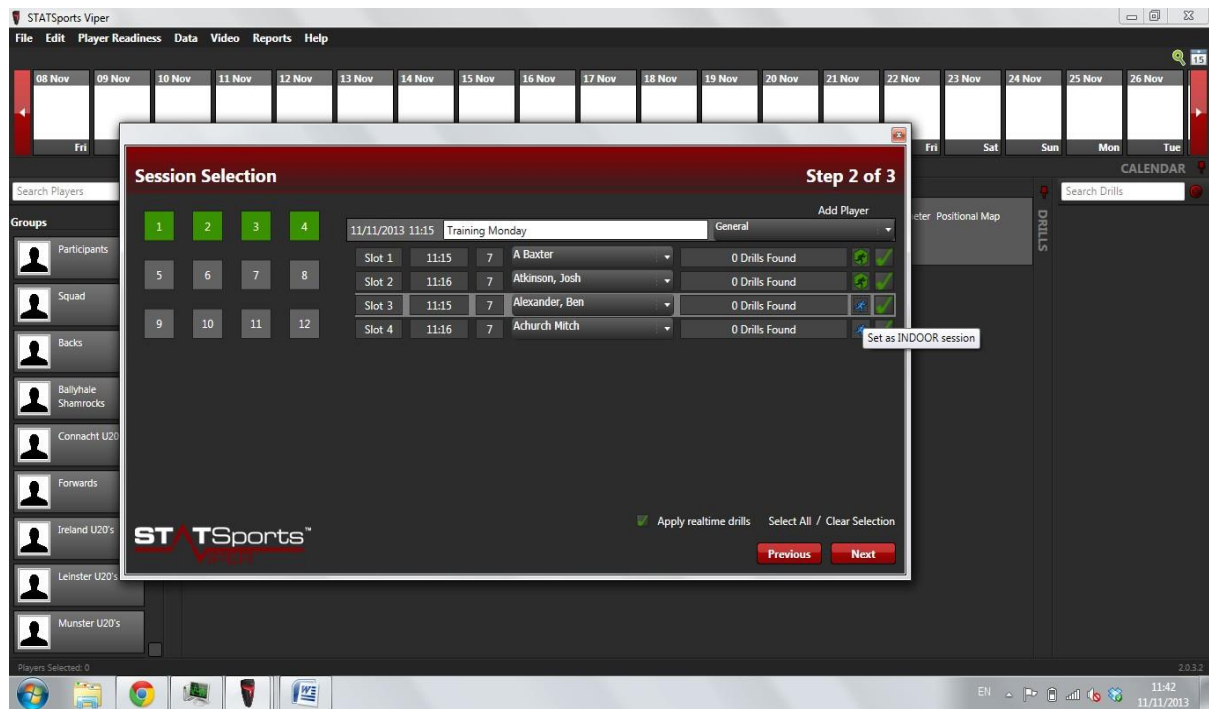 STATSports Viper
File Edit Player Readiness Data Video Reports Help
15
08 Nov 09 Nov 10 Nov 11 Nov 12 Nov 13 Nov 14 Nov 15 Nov 16 Nov 17 Nov 18 Nov 19 Nov 20 Nov 21 Nov 22 Nov 23 Nov 24 Nov 25 Nov 26 Nov
Fri Fri Sat Sun Mon Tue
CALENDAR
Search Players
Search Drills
Groups
Participants
Squad
Backs
Ballyhale
Shamrocks
Connacht U20
Forwards
Ireland U20's
Leinster U20's
Munster U20's
Session Selection Step 2 of 3
Add Player
1 2 3 4
5 6 7 8
9 10 11 12
11/11/2013 11:15 Training Monday General
Slot 1 11:15 7 A Baxter 0 Drills Found
Slot 2 11:16 7 Atkinson, Josh 0 Drills Found
Slot 3 11:15 7 Alexander, Ben 0 Drills Found
Slot 4 11:16 7 Achurch Mitch 0 Drills Found
Set as INDOOR session
Apply realtime drills Select All / Clear Selection
STATSports™
VIPER
Previous Next
eter Positional Map
DRILLS
Players Selected: 0 2.0.3.2
EN 11:42
11/11/2013